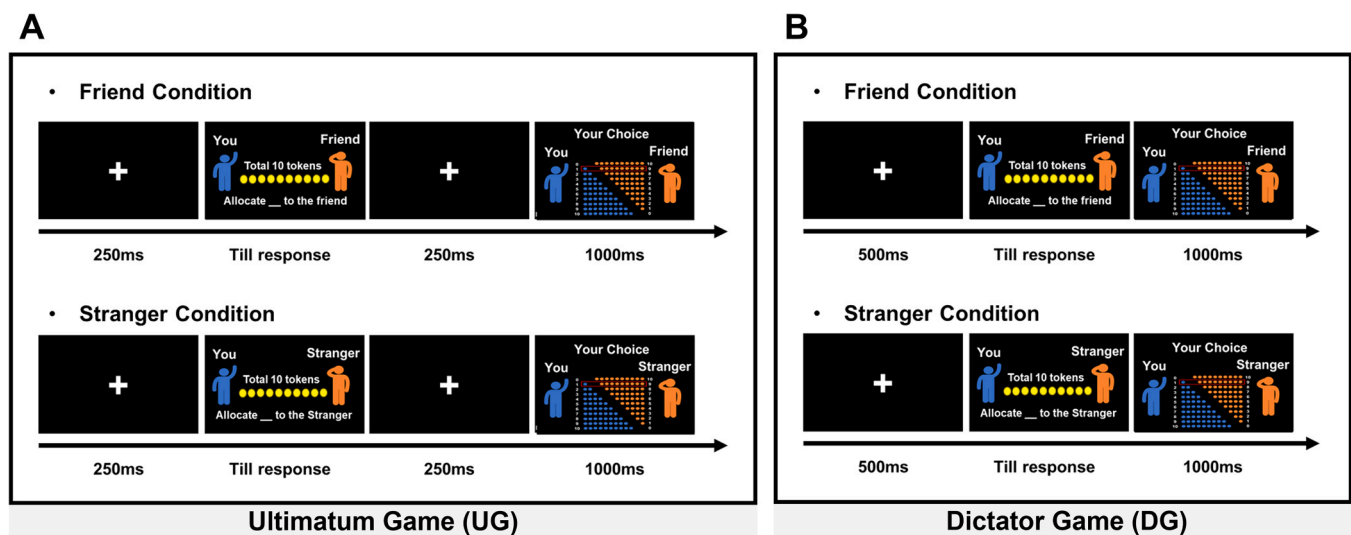 A
• Friend Condition
You Friend
Total 10 tokens
Allocate __ to the friend
Your Choice
You Friend
250ms Till response 250ms 1000ms
• Stranger Condition
You Stranger
Total 10 tokens
Allocate __ to the Stranger
Your Choice
You Stranger
250ms Till response 250ms 1000ms
Ultimatum Game (UG)
B
• Friend Condition
You Friend
Total 10 tokens
Allocate __ to the friend
Your Choice
You Friend
500ms Till response 1000ms
• Stranger Condition
You Stranger
Total 10 tokens
Allocate __ to the Stranger
Your Choice
You Stranger
500ms Till response 1000ms
Dictator Game (DG)